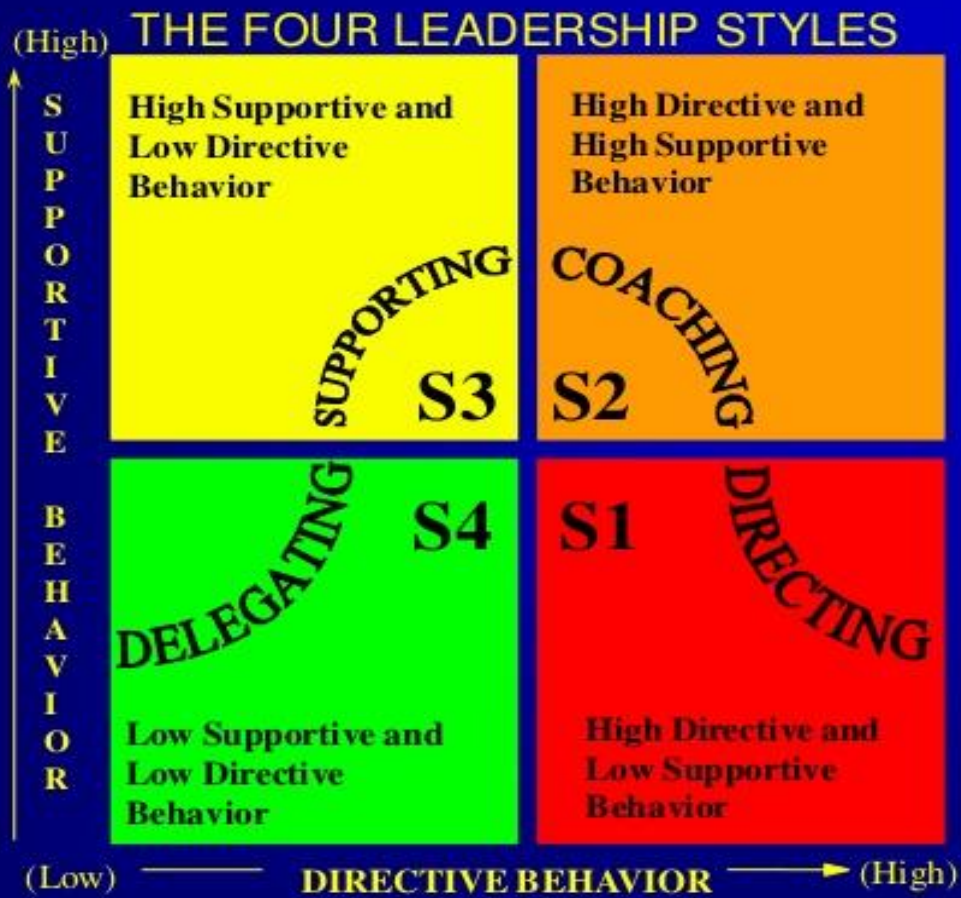 THE FOUR LEADERSHIP STYLES
(High)
SUPPORTIVE BEHAVIOR
High Supportive and
Low Directive
Behavior
SUPPORTING
S3
High Directive and
High Supportive
Behavior
COACHING
S2
DELEGATING
S4
Low Supportive and
Low Directive
Behavior
S1
DIRECTING
High Directive and
Low Supportive
Behavior
(Low)
DIRECTIVE BEHAVIOR
(High)